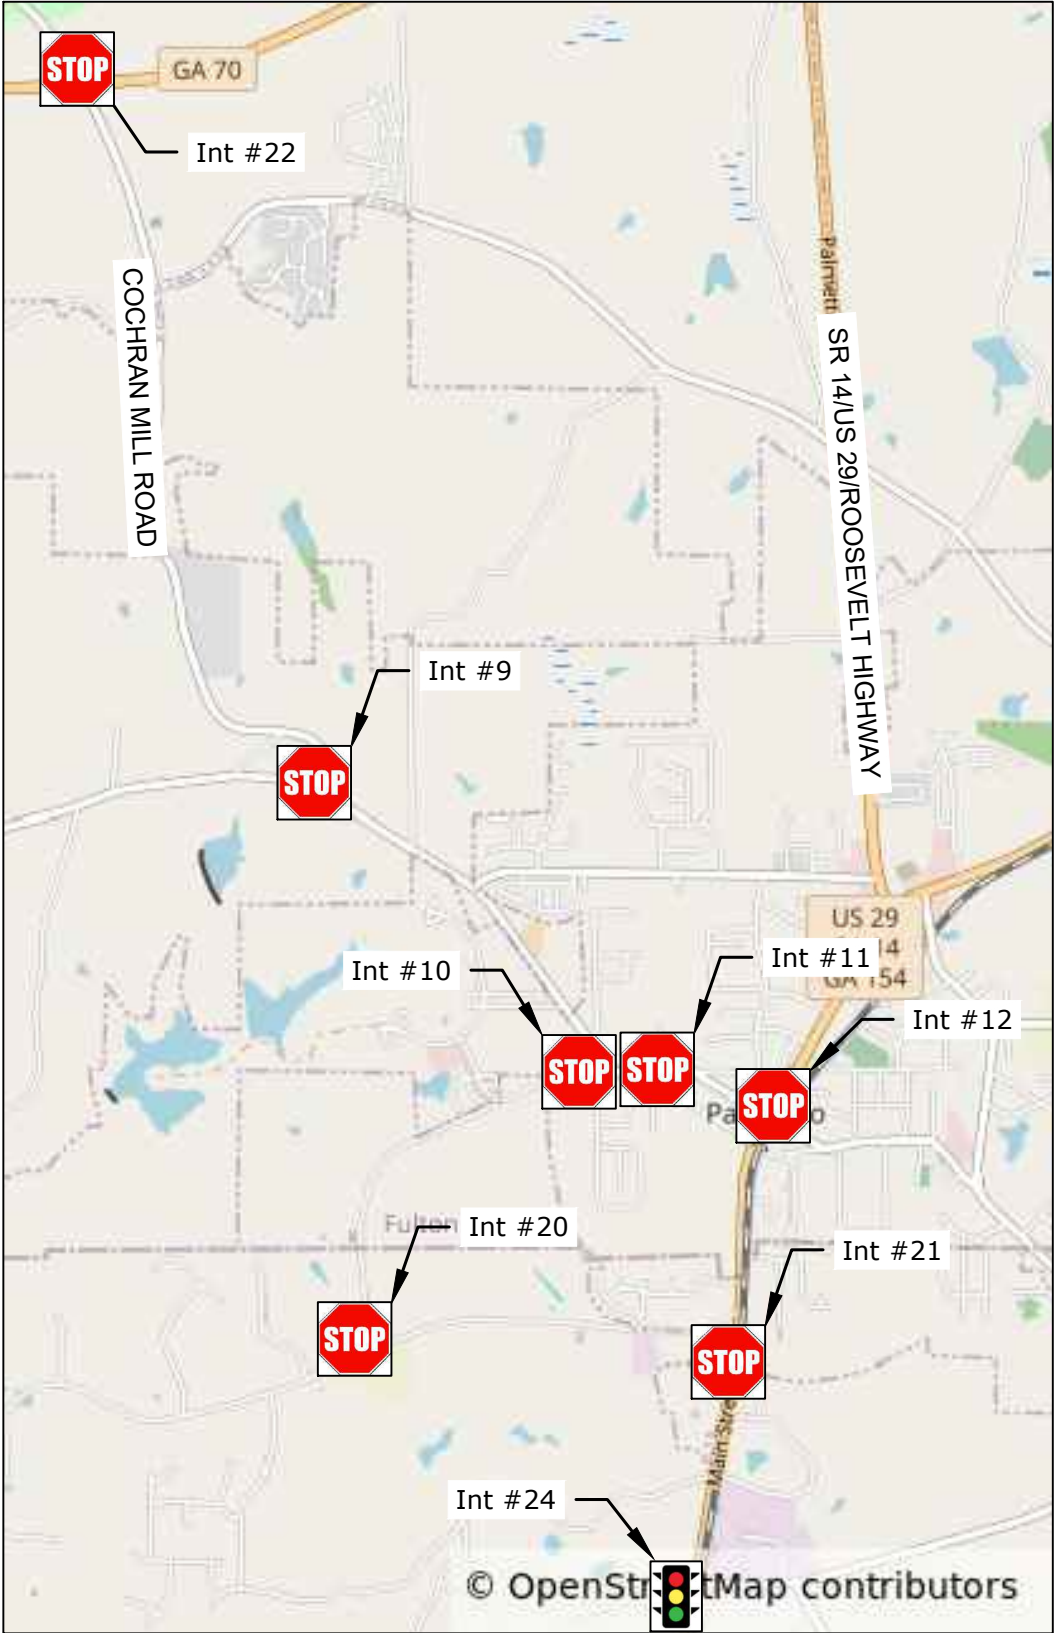 STOP
GA 70
Int #22
COCHRAN MILL ROAD
SR 14/US 29/ROOSEVELT HIGHWAY
Int #9
STOP
US 29
Int #11
GA 154
Int #10
Int #12
STOP
STOP
STOP
Int #20
Int #21
STOP
STOP
Main
Int #24
© OpenStreetMap contributors